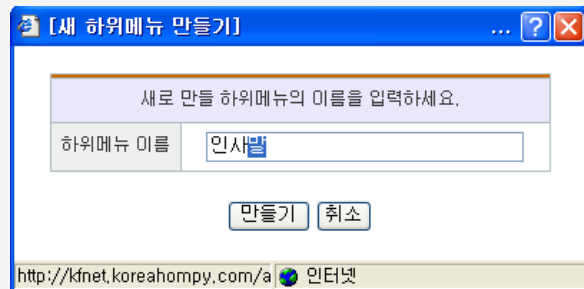 [새 하위메뉴 만들기] ...
새로 만들 하위메뉴의 이름을 입력하세요.
하위메뉴 이름 인사말
만들기 취소
http://kfnet.koreahompy.com/a 인터넷